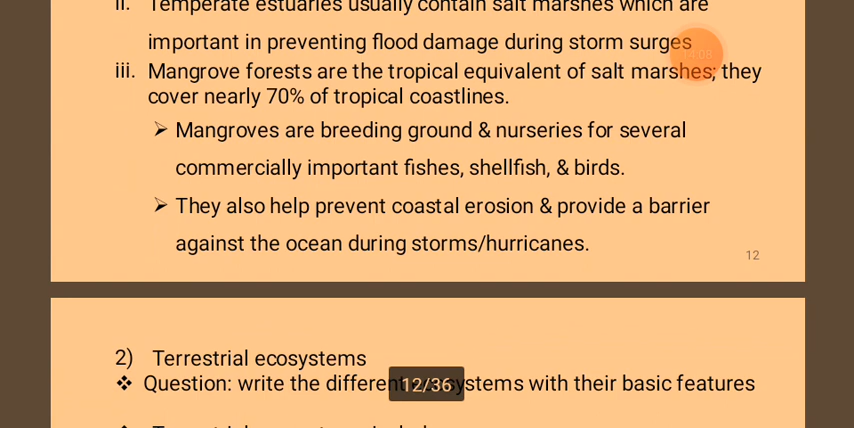 ii. Temperate estuaries usually contain salt marshes which are
important in preventing flood damage during storm surges
iii. Mangrove forests are the tropical equivalent of salt marshes; they
cover nearly 70% of tropical coastlines.
➢ Mangroves are breeding ground & nurseries for several
commercially important fishes, shellfish, & birds.
➢ They also help prevent coastal erosion & provide a barrier
against the ocean during storms/hurricanes.
12
2) Terrestrial ecosystems
❖ Question: write the different ecosystems with their basic features
12/36